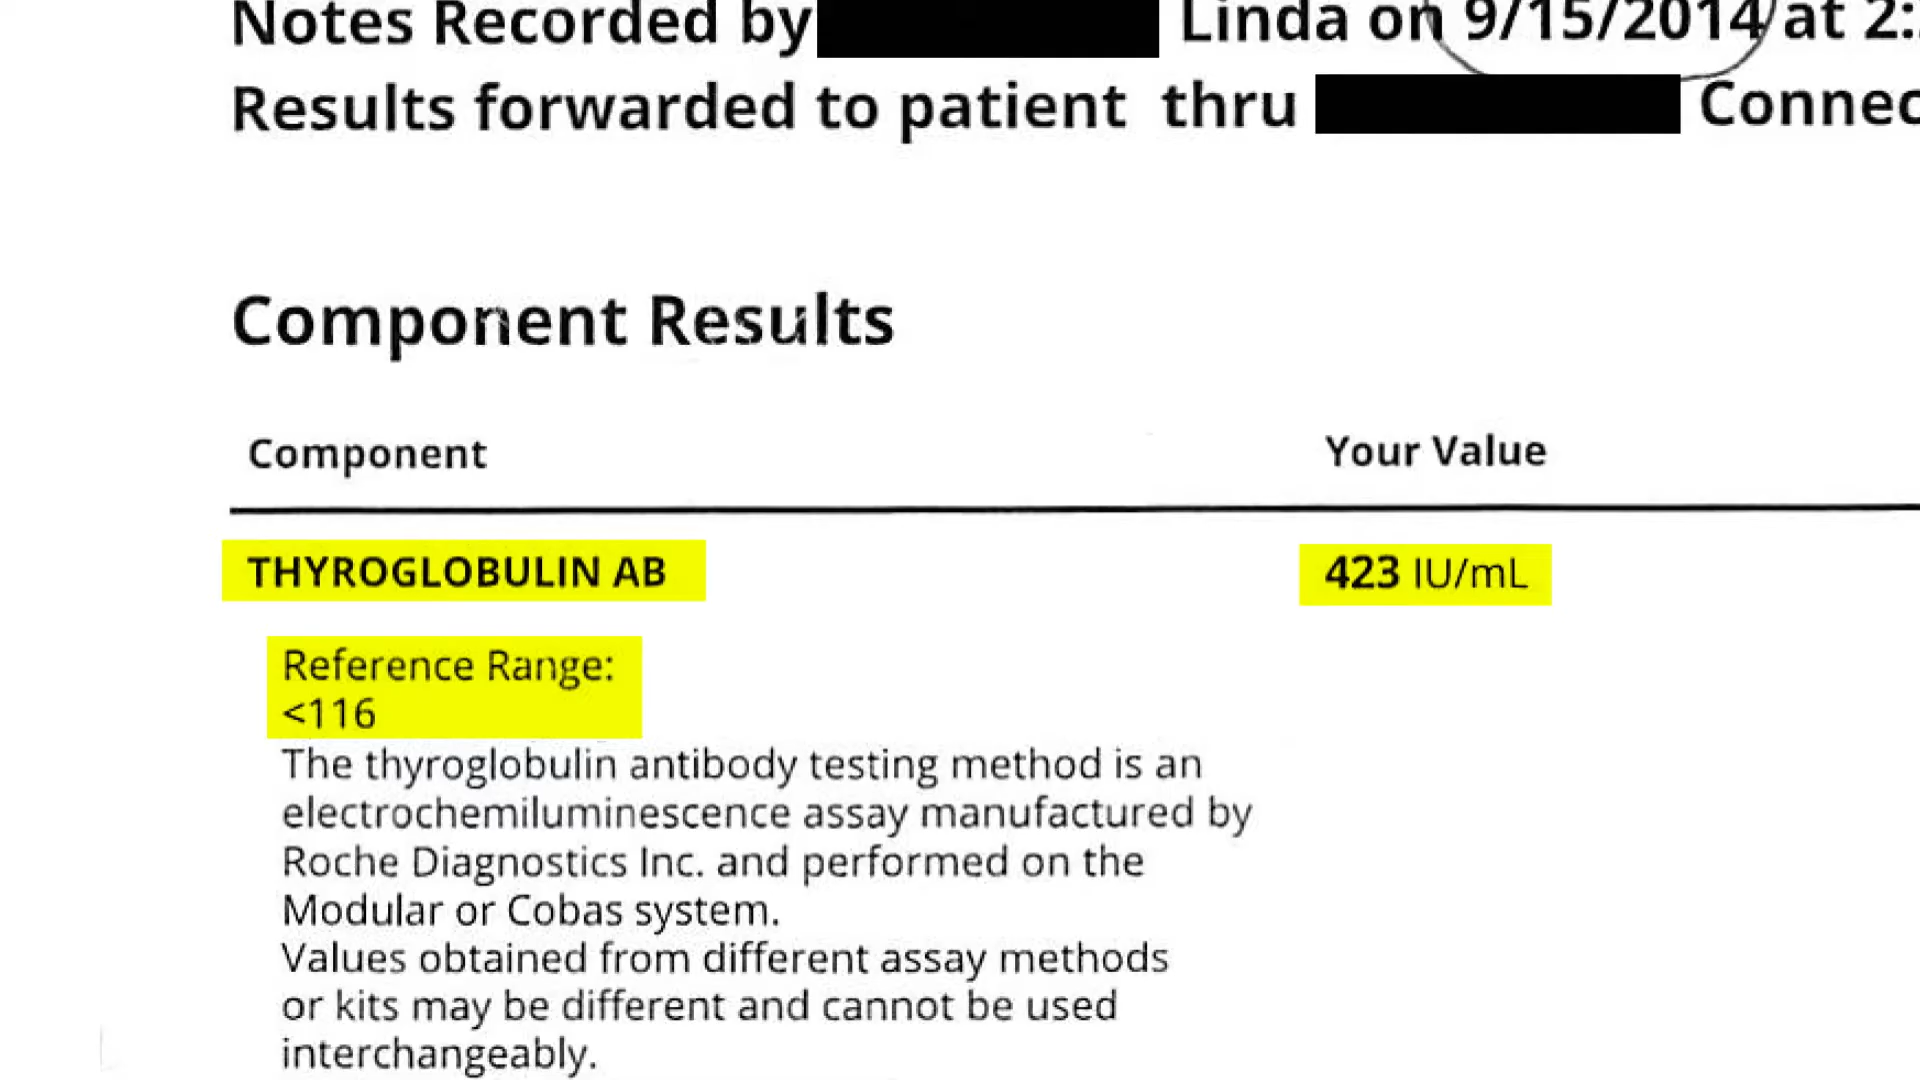 Notes Recorded by Linda on 9/15/2014 at 2:
Results forwarded to patient thru Connec
Component Results
Component Your Value
THYROGLOBULIN AB 423 IU/mL
Reference Range:
<116
The thyroglobulin antibody testing method is an
electrochemiluminescence assay manufactured by
Roche Diagnostics Inc. and performed on the
Modular or Cobas system.
Values obtained from different assay methods
or kits may be different and cannot be used
interchangeably.